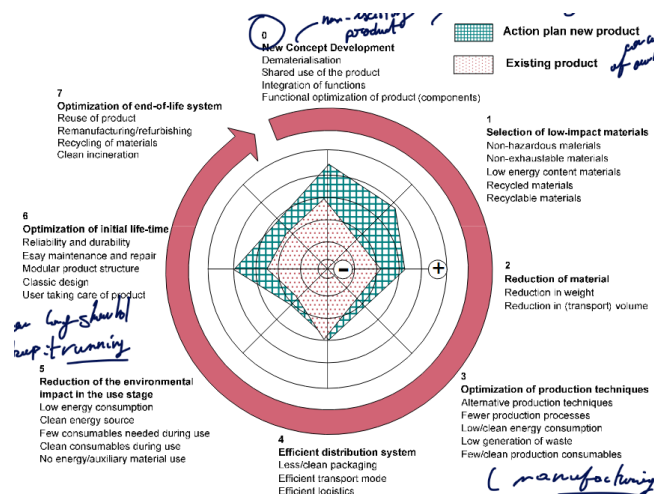 non-existing
product
0
New Concept Development
Dematerialisation
Shared use of the product
Integration of functions
Functional optimization of product (components)
Action plan new product
Existing product
7
Optimization of end-of-life system
Reuse of product
Remanufacturing/refurbishing
Recycling of materials
Clean incineration
1
Selection of low-impact materials
Non-hazardous materials
Non-exhaustable materials
Low energy content materials
Recycled materials
Recyclable materials
6
Optimization of initial life-time
Reliability and durability
Esay maintenance and repair
Modular product structure
Classic design
User taking care of product
long should
running
- +
2
Reduction of material
Reduction in weight
Reduction in (transport) volume
5
Reduction of the environmental
impact in the use stage
Low energy consumption
Clean energy source
Few consumables needed during use
Clean consumables during use
No energy/auxiliary material use
3
Optimization of production techniques
Alternative production techniques
Fewer production processes
Low/clean energy consumption
Low generation of waste
Few/clean production consumables
(manufacturing
4
Efficient distribution system
Less/clean packaging
Efficient transport mode
Efficient logistics